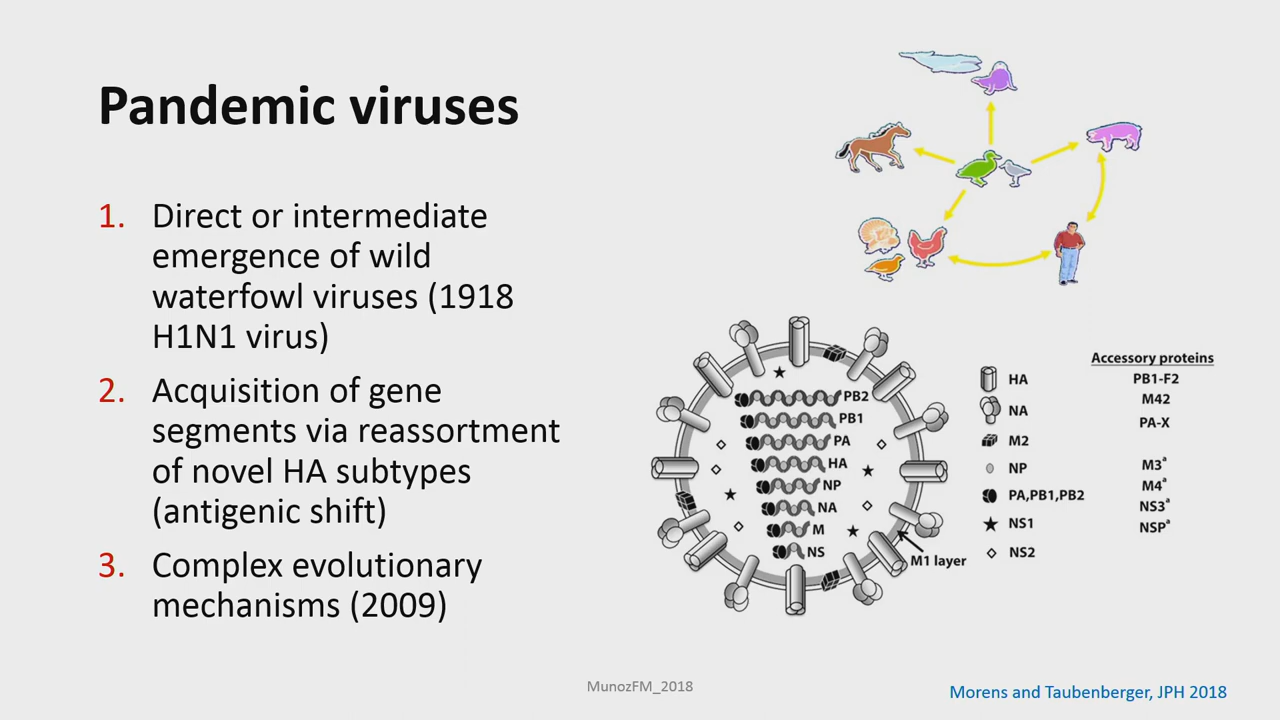 Pandemic viruses
1. Direct or intermediate
emergence of wild
waterfowl viruses (1918
H1N1 virus)
2. Acquisition of gene
segments via reassortment
of novel HA subtypes
(antigenic shift)
3. Complex evolutionary
mechanisms (2009)
PB2
PB1
PA
HA
NP
NA
M
NS
M1 layer
HA
NA
M2
NP
PA,PB1,PB2
NS1
NS2
Accessory proteins
PB1-F2
M42
PA-X
M3ᵃ
M4ᵃ
NS3ᵃ
NSPᵃ
MunozFM_2018
Morens and Taubenberger, JPH 2018